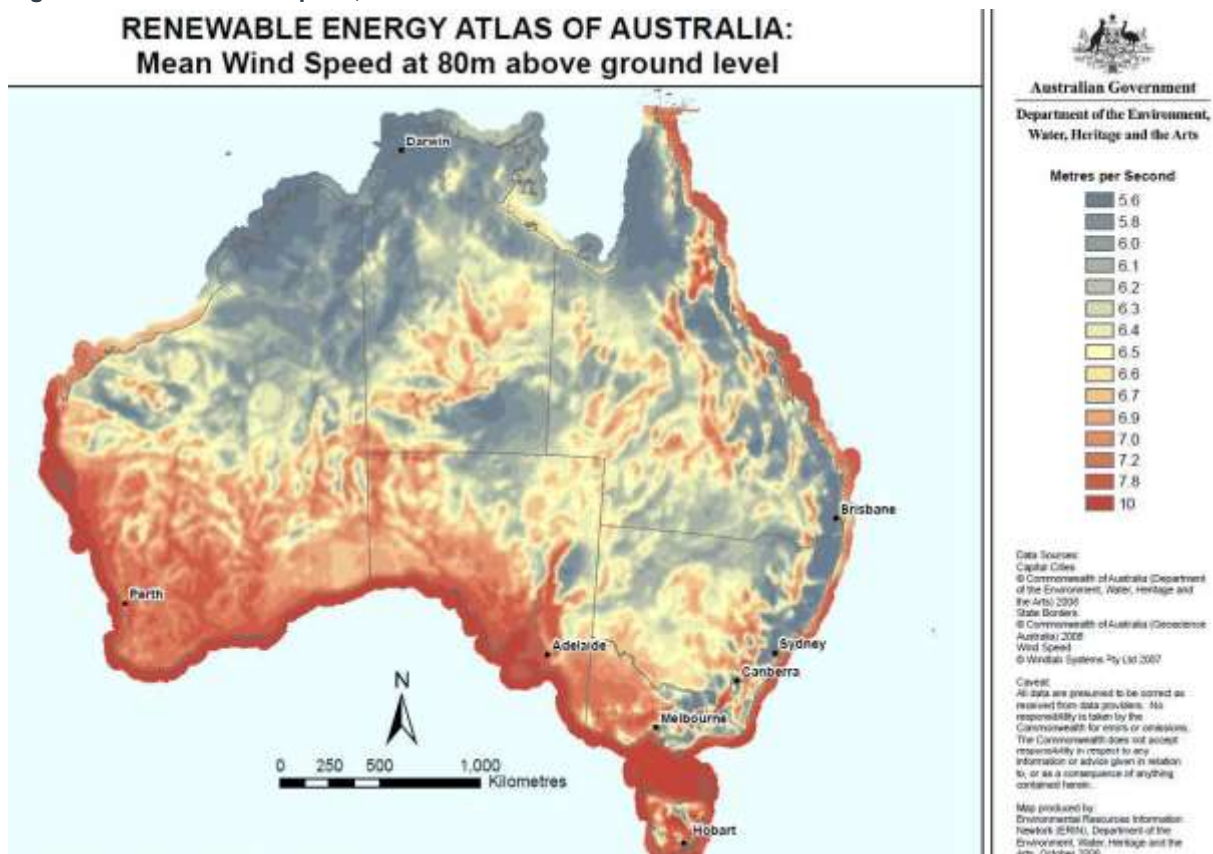 RENEWABLE ENERGY ATLAS OF AUSTRALIA:
Mean Wind Speed at 80m above ground level
Darwin
Brisbane
Perth
Adelaide
Sydney
Canberra
Melbourne
Hobart
N
0 250 500 1,000
Kilometres
Australian Government
Department of the Environment,
Water, Heritage and the Arts
Metres per Second
5.6
5.8
6.0
6.1
6.2
6.3
6.4
6.5
6.6
6.7
6.9
7.0
7.2
7.8
10
Data Sources:
Capital Cities
© Commonwealth of Australia (Department
of the Environment, Water, Heritage and
the Arts) 2006
State Borders
© Commonwealth of Australia (Geoscience
Australia) 2006
Wind Speed
© Windlab Systems Pty Ltd 2007
Caveat:
All data are presumed to be correct as
received from data providers. No
responsibility is taken by the
Commonwealth for errors or omissions.
The Commonwealth does not accept
responsibility in respect to any
information or advice given in relation
to, or as a consequence of anything
contained herein.
Map produced by:
Environmental Resources Information
Network (ERIN), Department of the
Environment, Water, Heritage and the